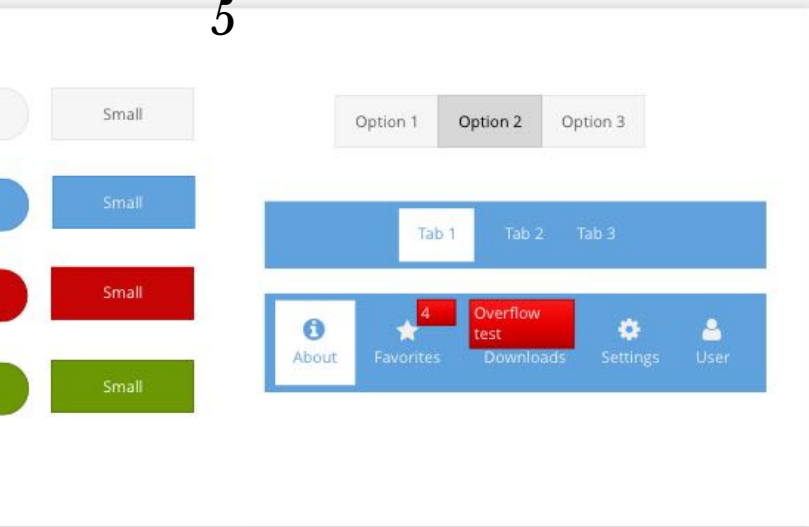 5
Small
Option 1 Option 2 Option 3
Small
Tab 1 Tab 2 Tab 3
Small
4
Overflow
test
About Favorites Downloads Settings User
Small